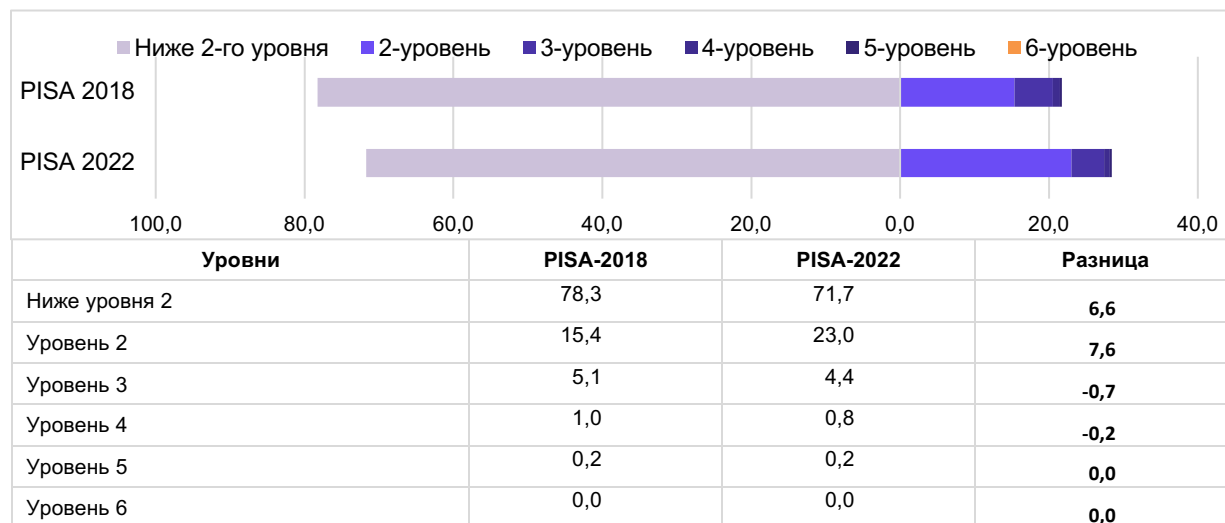 Ниже 2-го уровня 2-уровень 3-уровень 4-уровень 5-уровень 6-уровень
PISA 2018
PISA 2022
100,0 80,0 60,0 40,0 20,0 0,0 20,0 40,0
Уровни PISA-2018 PISA-2022 Разница
Ниже уровня 2 78,3 71,7 6,6
Уровень 2 15,4 23,0 7,6
Уровень 3 5,1 4,4 -0,7
Уровень 4 1,0 0,8 -0,2
Уровень 5 0,2 0,2 0,0
Уровень 6 0,0 0,0 0,0